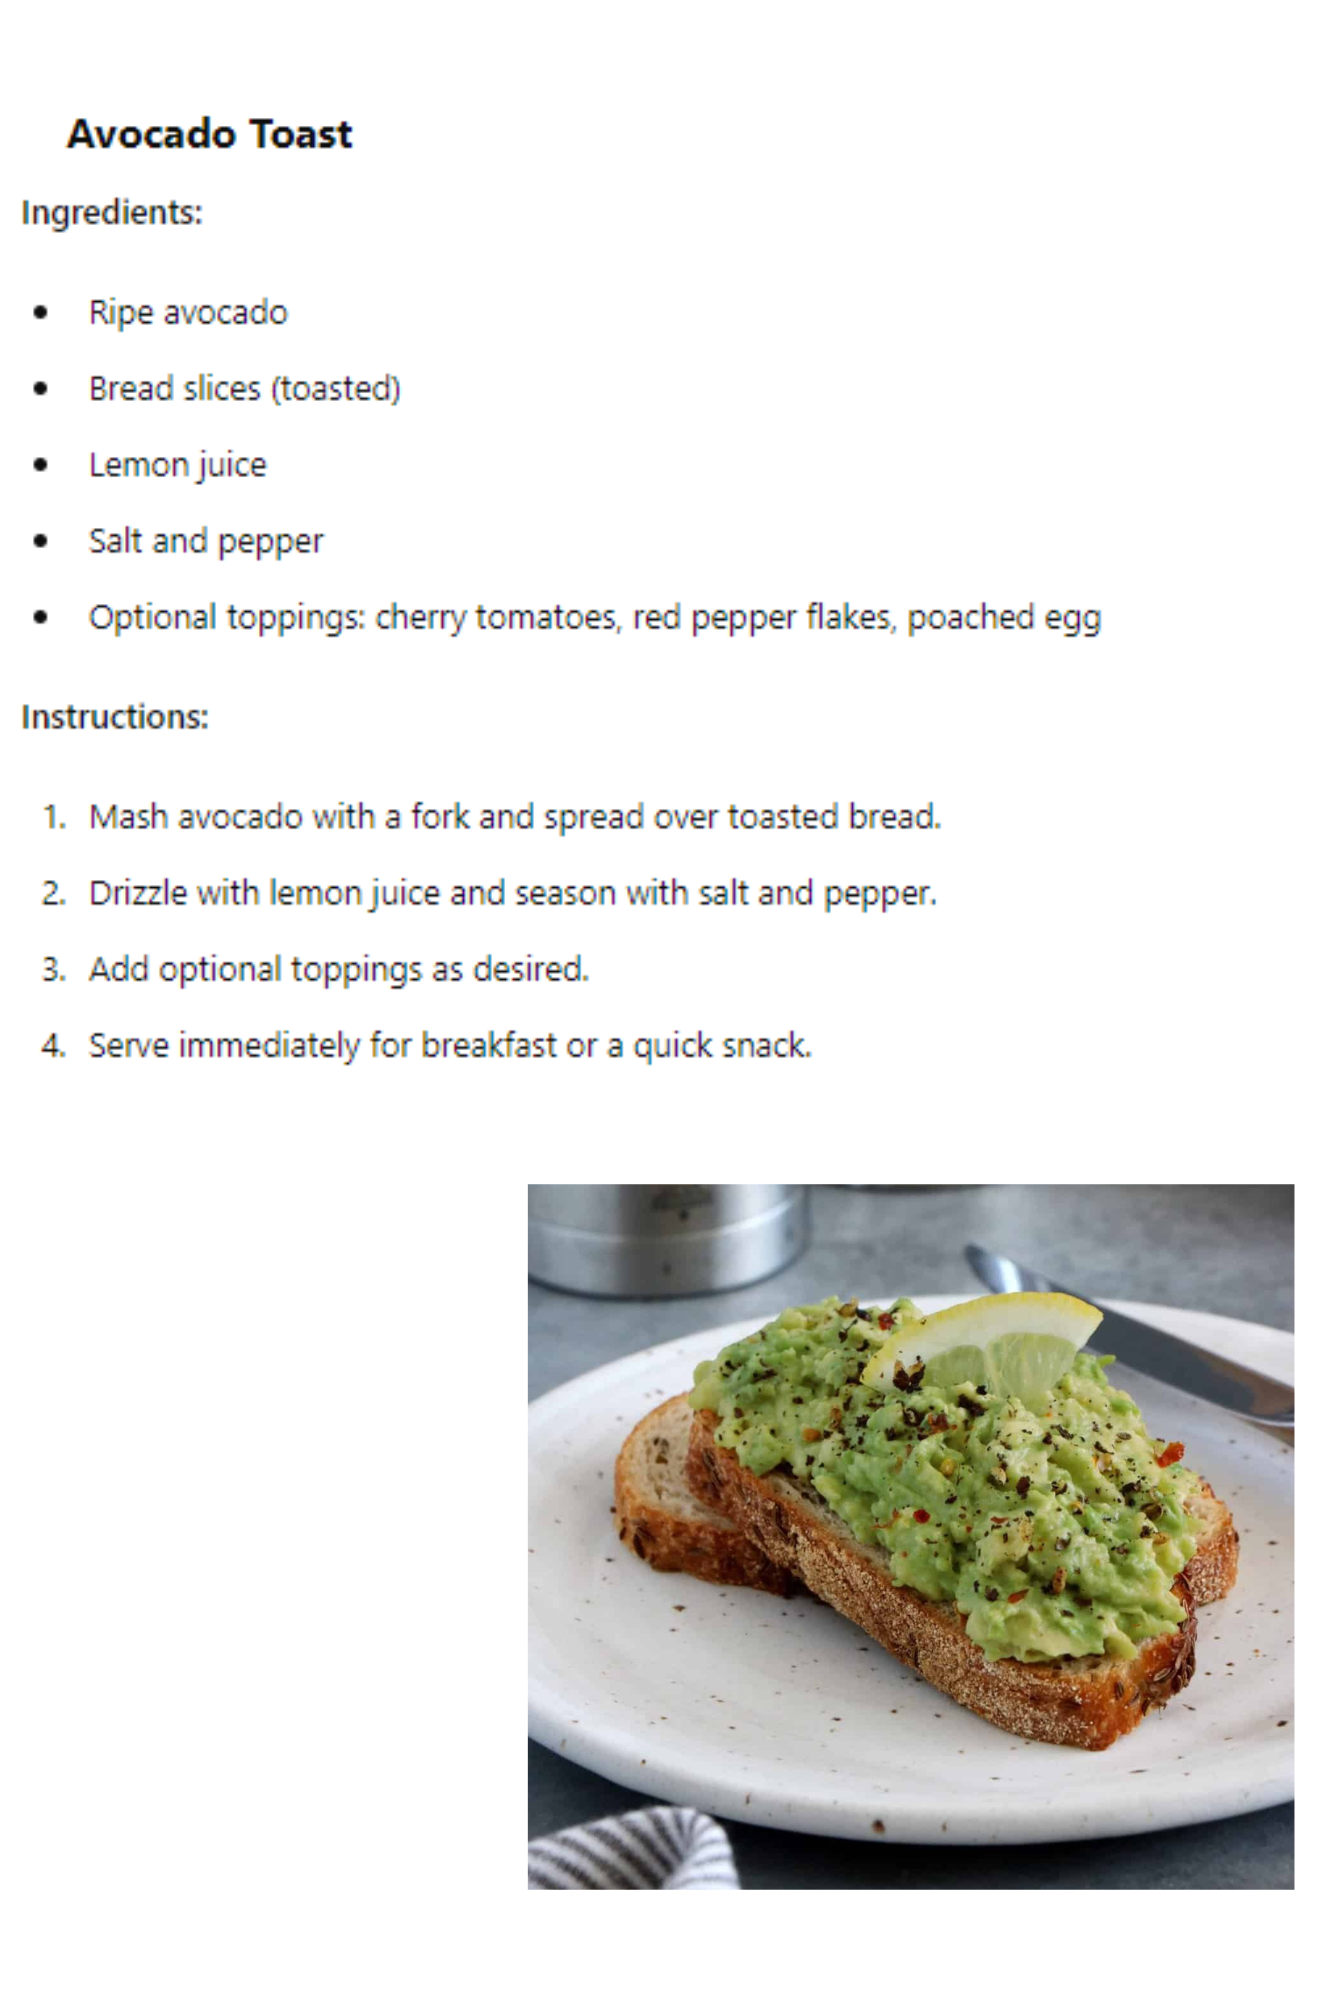 Avocado Toast
Ingredients:
• Ripe avocado
• Bread slices (toasted)
• Lemon juice
• Salt and pepper
• Optional toppings: cherry tomatoes, red pepper flakes, poached egg
Instructions:
1. Mash avocado with a fork and spread over toasted bread.
2. Drizzle with lemon juice and season with salt and pepper.
3. Add optional toppings as desired.
4. Serve immediately for breakfast or a quick snack.